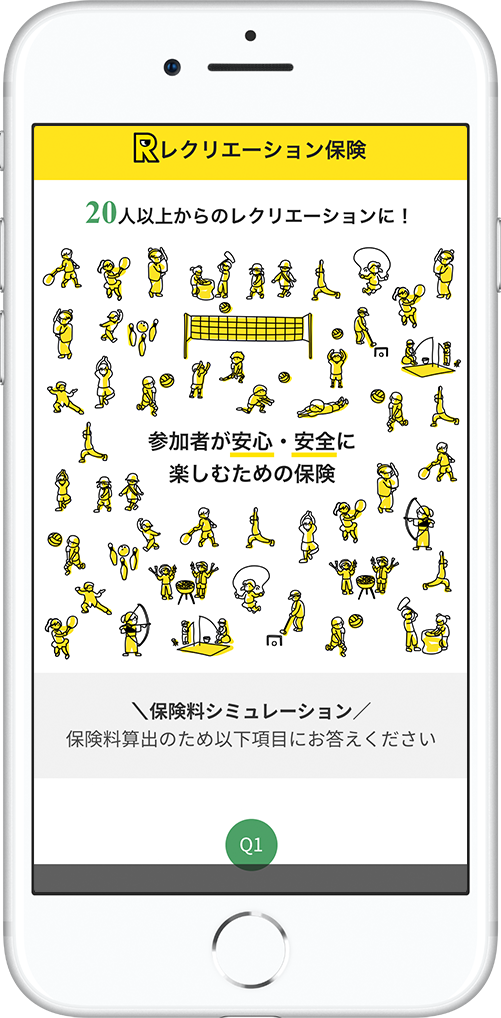 Rレクリエーション保険
20人以上からのレクリエーションに！
参加者が安心・安全に
楽しむための保険
＼保険料シミュレーション／
保険料算出のため以下項目にお答えください
Q1